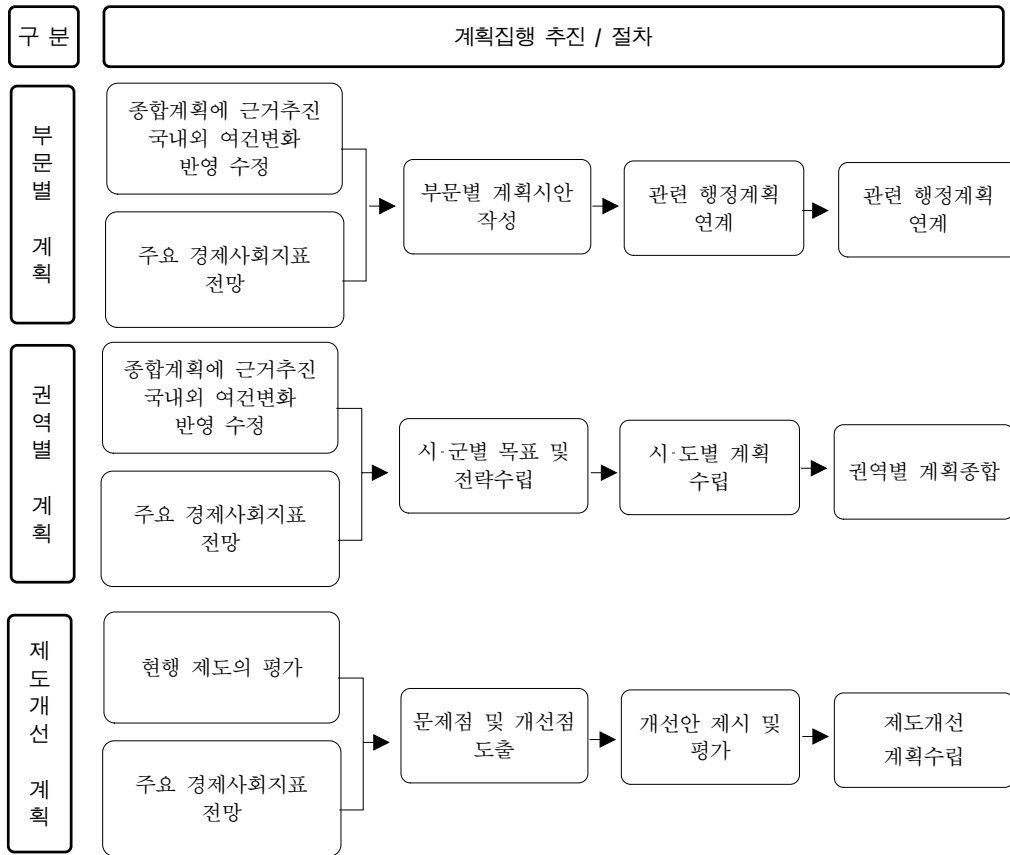 구 분
계획집행 추진 / 절차
부문별 계획
종합계획에 근거추진
국내외 여건변화
반영 수정
주요 경제사회지표
전망
부문별 계획시안
작성
관련 행정계획
연계
관련 행정계획
연계
권역별 계획
종합계획에 근거추진
국내외 여건변화
반영 수정
주요 경제사회지표
전망
시·군별 목표 및
전략수립
시·도별 계획
수립
권역별 계획종합
제도개선 계획
현행 제도의 평가
주요 경제사회지표
전망
문제점 및 개선점
도출
개선안 제시 및
평가
제도개선
계획수립